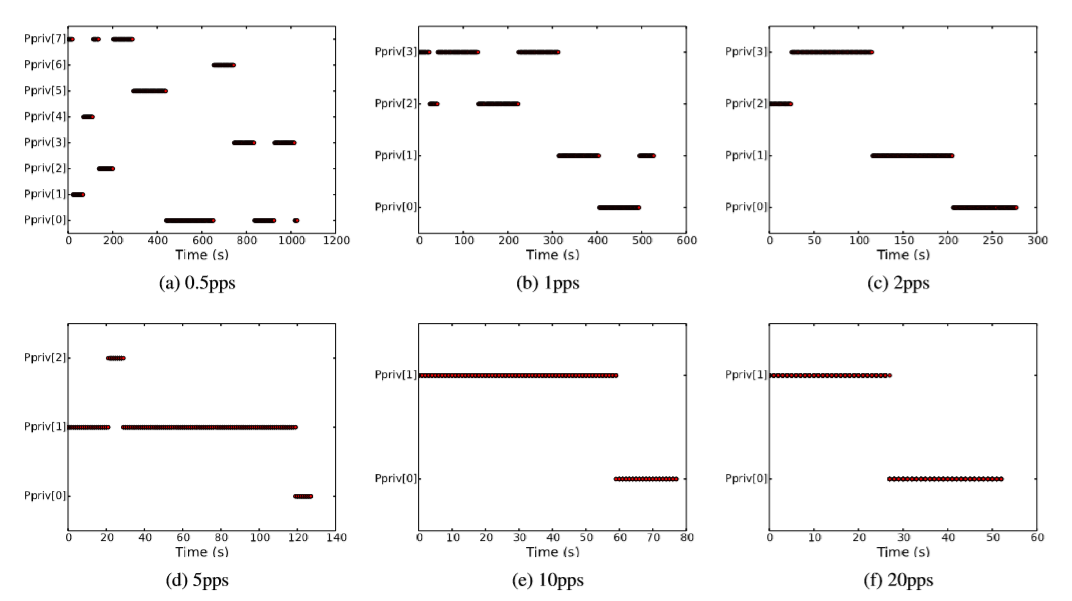 Ppriv[7]
Ppriv[6]
Ppriv[5]
Ppriv[4]
Ppriv[3]
Ppriv[2]
Ppriv[1]
Ppriv[0]
0 200 400 600 800 1000 1200
Time (s)
(a) 0.5pps
Ppriv[3]
Ppriv[2]
Ppriv[1]
Ppriv[0]
0 100 200 300 400 500 600
Time (s)
(b) 1pps
Ppriv[3]
Ppriv[2]
Ppriv[1]
Ppriv[0]
0 50 100 150 200 250 300
Time (s)
(c) 2pps
Ppriv[2]
Ppriv[1]
Ppriv[0]
0 20 40 60 80 100 120 140
Time (s)
(d) 5pps
Ppriv[1]
Ppriv[0]
0 10 20 30 40 50 60 70 80
Time (s)
(e) 10pps
Ppriv[1]
Ppriv[0]
0 10 20 30 40 50 60
Time (s)
(f) 20pps